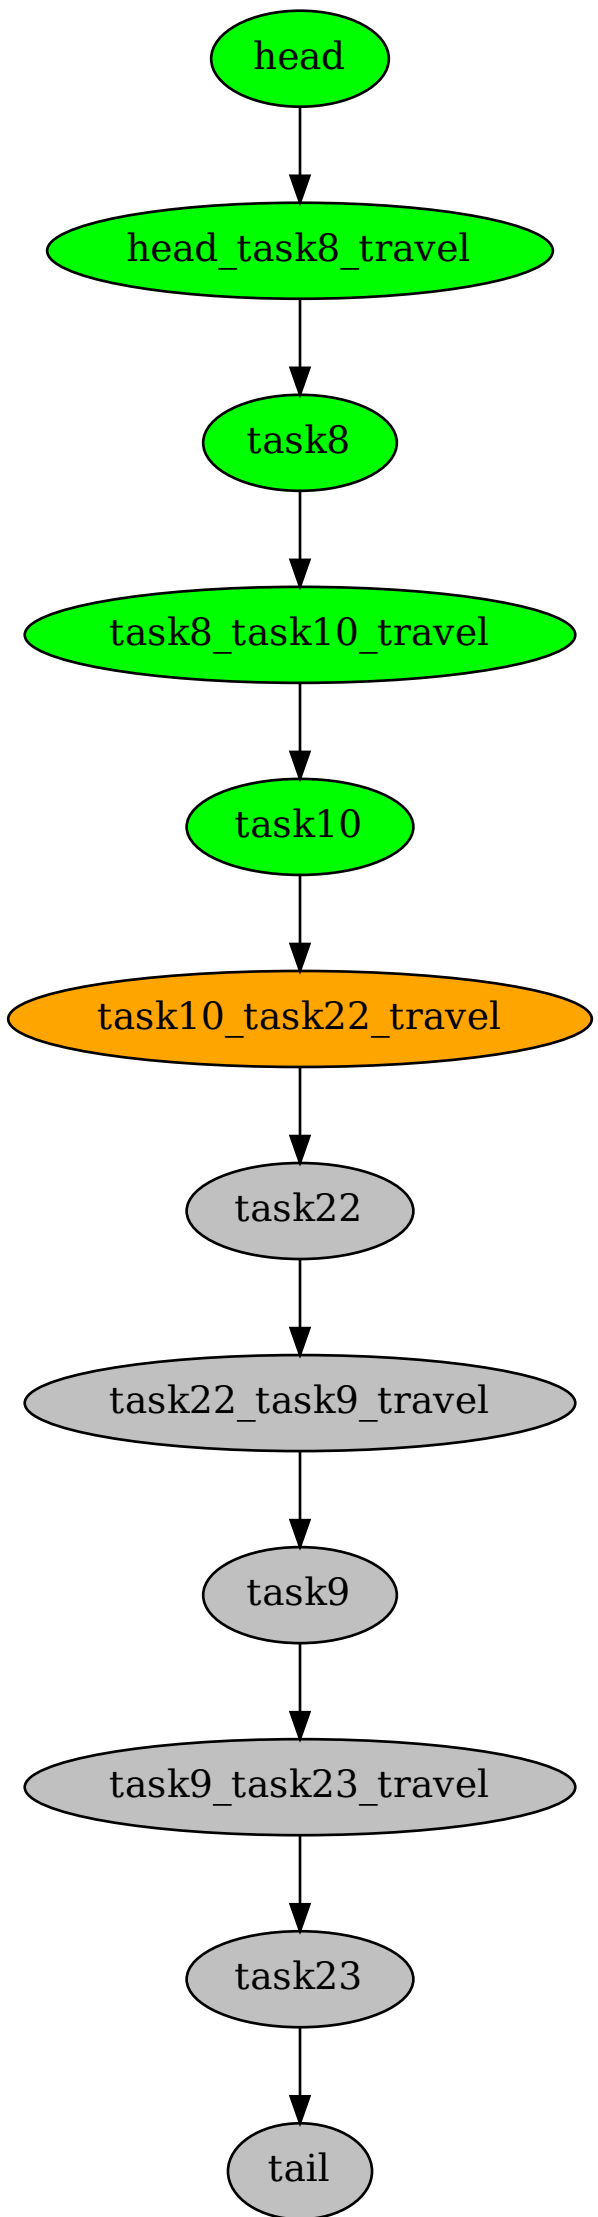 head
head_task8_travel
task8
task8_task10_travel
task10
task10_task22_travel
task22
task22_task9_travel
task9
task9_task23_travel
task23
tail